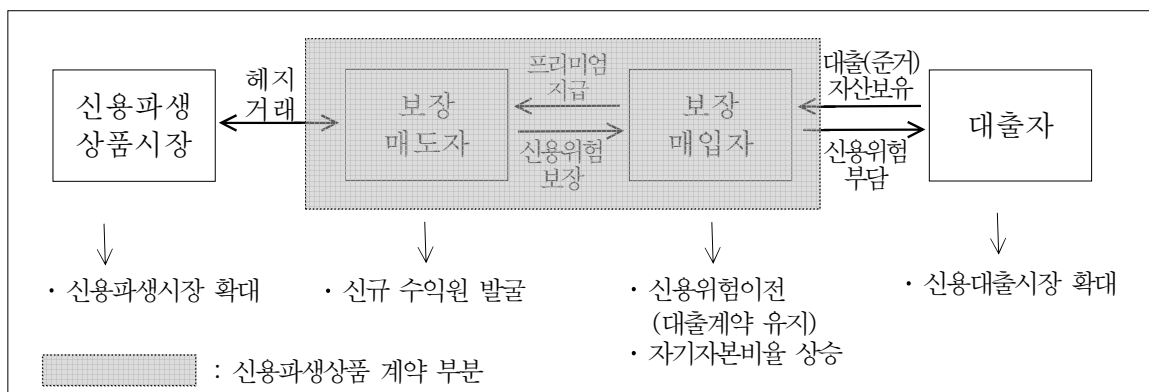 신용파생
상품시장
헤지
거래
보장
매도자
프리미엄
지급
신용위험
보장
보장
매입자
대출(준거)
자산보유
신용위험
부담
대출자
· 신용파생시장 확대
· 신규 수익원 발굴
· 신용위험이전
(대출계약 유지)
· 자기자본비율 상승
· 신용대출시장 확대
: 신용파생상품 계약 부분